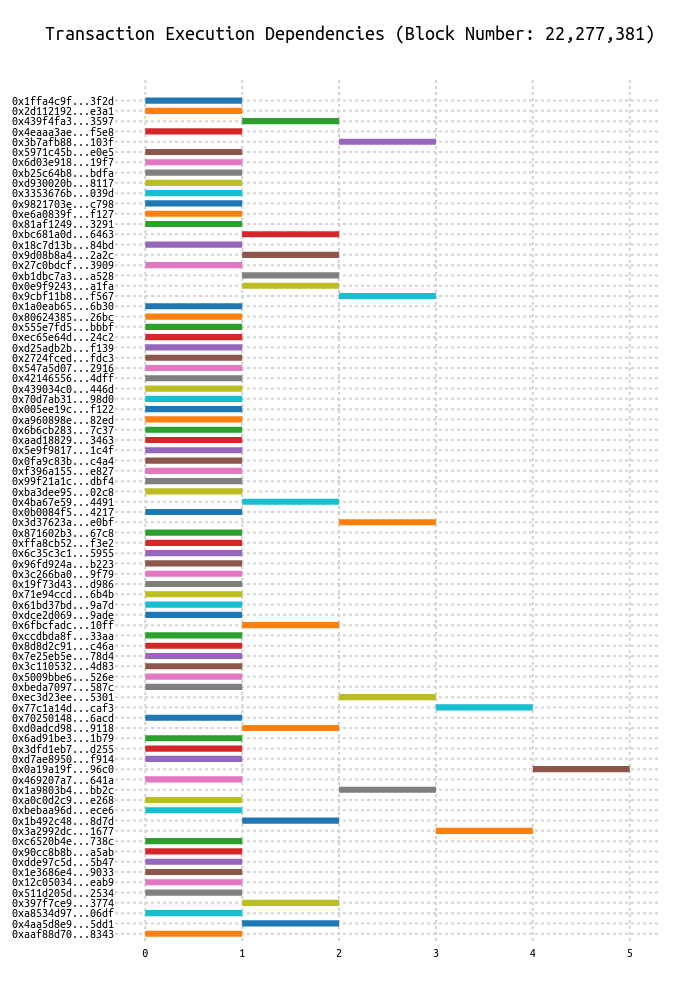 Transaction Execution Dependencies (Block Number: 22,277,381)
0x1ffa4c9f...3f2d
0x2d112192...e3a1
0x439f4fa3...3597
0x4eaaa3ae...f5e8
0x3b7afb88...103f
0x5971c45b...e0e5
0x6d03e918...19f7
0xb25c64b8...bdfa
0xd930020b...8117
0x3353676b...039d
0x9821703e...c798
0xe6a0839f...f127
0x81af1249...3291
0xbc681a0d...6463
0x18c7d13b...84bd
0x9d08b8a4...2a2c
0x27c0bdcf...3909
0xb1dbc7a3...a528
0x0e9f9243...a1fa
0x9cbf11b8...f567
0x1a0eab65...6b30
0x80624385...26bc
0x555e7fd5...bbbf
0xec65e64d...24c2
0xd25adb2b...f139
0x2724fced...fdc3
0x547a5d07...2916
0x42146556...4dff
0x439034c0...446d
0x70d7ab31...98d0
0x005ee19c...f122
0xa960898e...82ed
0x6b6cb283...7c37
0xaad18829...3463
0x5e9f9817...1c4f
0x0fa9c83b...c4a4
0xf396a155...e827
0x99f21a1c...dbf4
0xba3dee95...02c8
0x4ba67e59...4491
0x0b0084f5...4217
0x3d37623a...e0bf
0x871602b3...67c8
0xffa8cb52...f3e2
0x6c35c3c1...5955
0x96fd924a...b223
0x3c266ba0...9f79
0x19f73d43...d986
0x71e94ccd...6b4b
0x61bd37bd...9a7d
0xdce2d069...9ade
0x6fbcfadc...10ff
0xccdbda8f...33aa
0x8d8d2c91...c46a
0x7e25eb5e...78d4
0x3c110532...4d83
0x5009bbe6...526e
0xbeda7097...587c
0xec3d23ee...5301
0x77c1a14d...caf3
0x70250148...6acd
0xd0adcd98...9118
0x6ad91be3...1b79
0x3dfd1eb7...d255
0xd7ae8950...f914
0x0a19a19f...96c0
0x469207a7...641a
0x1a9803b4...bb2c
0xa0c0d2c9...e268
0xbebaa96d...ece6
0x1b492c48...8d7d
0x3a2992dc...1677
0xc6520b4e...738c
0x90cc8b8b...a5ab
0xdde97c5d...5b47
0x1e3686e4...9033
0x12c05034...eab9
0x511d205d...2534
0x397f7ce9...3774
0xa8534d97...06df
0x4aa5d8e9...5dd1
0xaaf88d70...8343
0 1 2 3 4 5